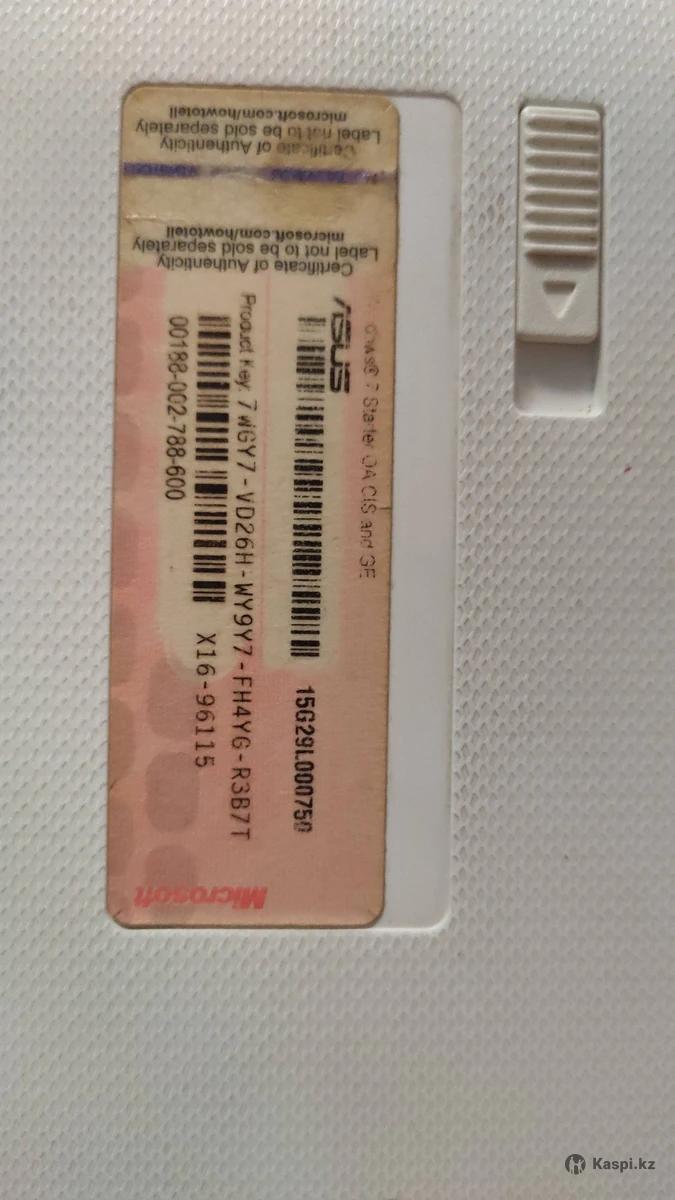 Windows® 7 Starter OA CIS and GE
ASUS
15G29L000750
Product Key: 7WGY7-VD26H-WY9Y7-FH4YG-R3B7T
X16-96115
00188-002-788-600
Certificate of Authenticity
Label not to be sold separately
microsoft.com/howtotell
Certificate of Authenticity
Label not to be sold separately
microsoft.com/howtotell
Microsoft
Kaspi.kz